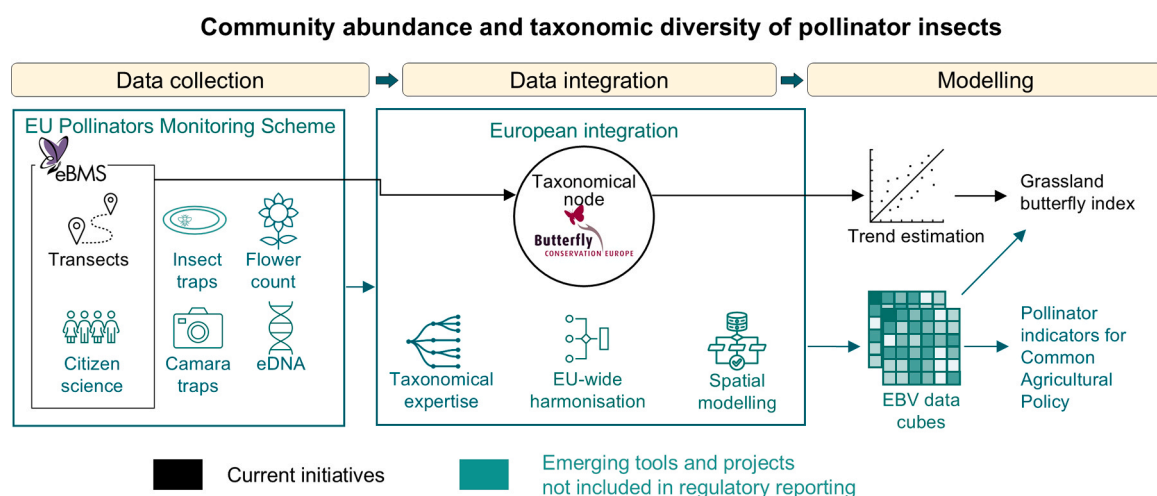 Community abundance and taxonomic diversity of pollinator insects
Data collection
Data integration
Modelling
EU Pollinators Monitoring Scheme
eBMS
Transects
Insect
traps
Flower
count
Citizen
science
Camara
traps
eDNA
European integration
Taxonomical
node
Butterfly
CONSERVATION EUROPE
Taxonomical
expertise
EU-wide
harmonisation
Spatial
modelling
Trend estimation
Grassland
butterfly index
EBV data
cubes
Pollinator
indicators for
Common
Agricultural
Policy
Current initiatives
Emerging tools and projects
not included in regulatory reporting